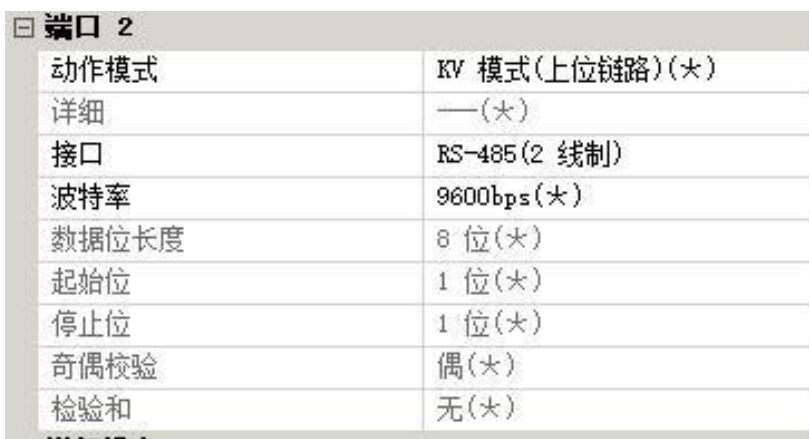 端口 2
动作模式 KV 模式(上位链路)(*)
详细 ──(*)
接口 RS-485(2 线制)
波特率 9600bps(*)
数据位长度 8 位(*)
起始位 1 位(*)
停止位 1 位(*)
奇偶校验 偶(*)
检验和 无(*)